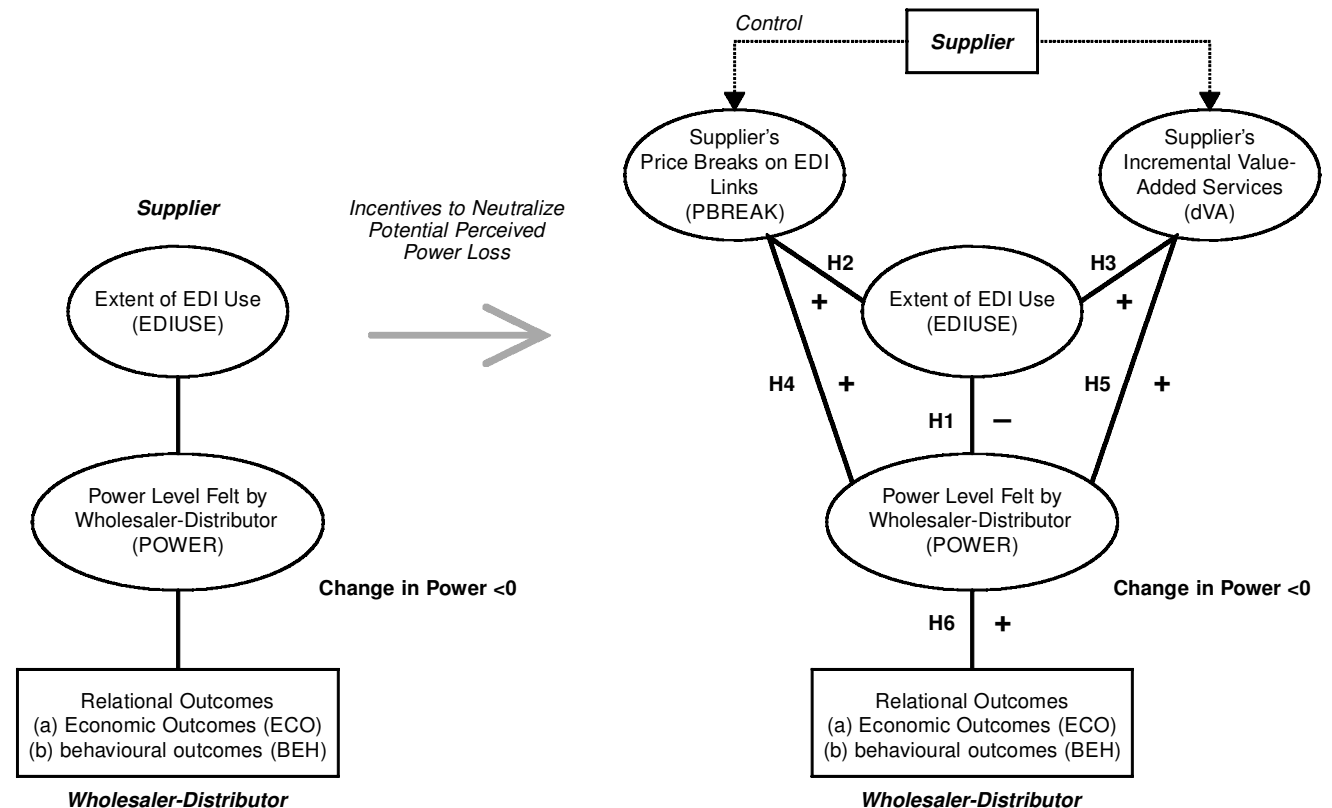 Supplier
Extent of EDI Use
(EDIUSE)
Power Level Felt by
Wholesaler-Distributor
(POWER)
Change in Power <0
Relational Outcomes
(a) Economic Outcomes (ECO)
(b) behavioural outcomes (BEH)
Wholesaler-Distributor
Incentives to Neutralize
Potential Perceived
Power Loss
Control
Supplier
Supplier's
Price Breaks on EDI
Links
(PBREAK)
Supplier's
Incremental Value-
Added Services
(dVA)
H2
+
H3
+
Extent of EDI Use
(EDIUSE)
H4
+
H5
+
H1
–
Power Level Felt by
Wholesaler-Distributor
(POWER)
Change in Power <0
H6
+
Relational Outcomes
(a) Economic Outcomes (ECO)
(b) behavioural outcomes (BEH)
Wholesaler-Distributor